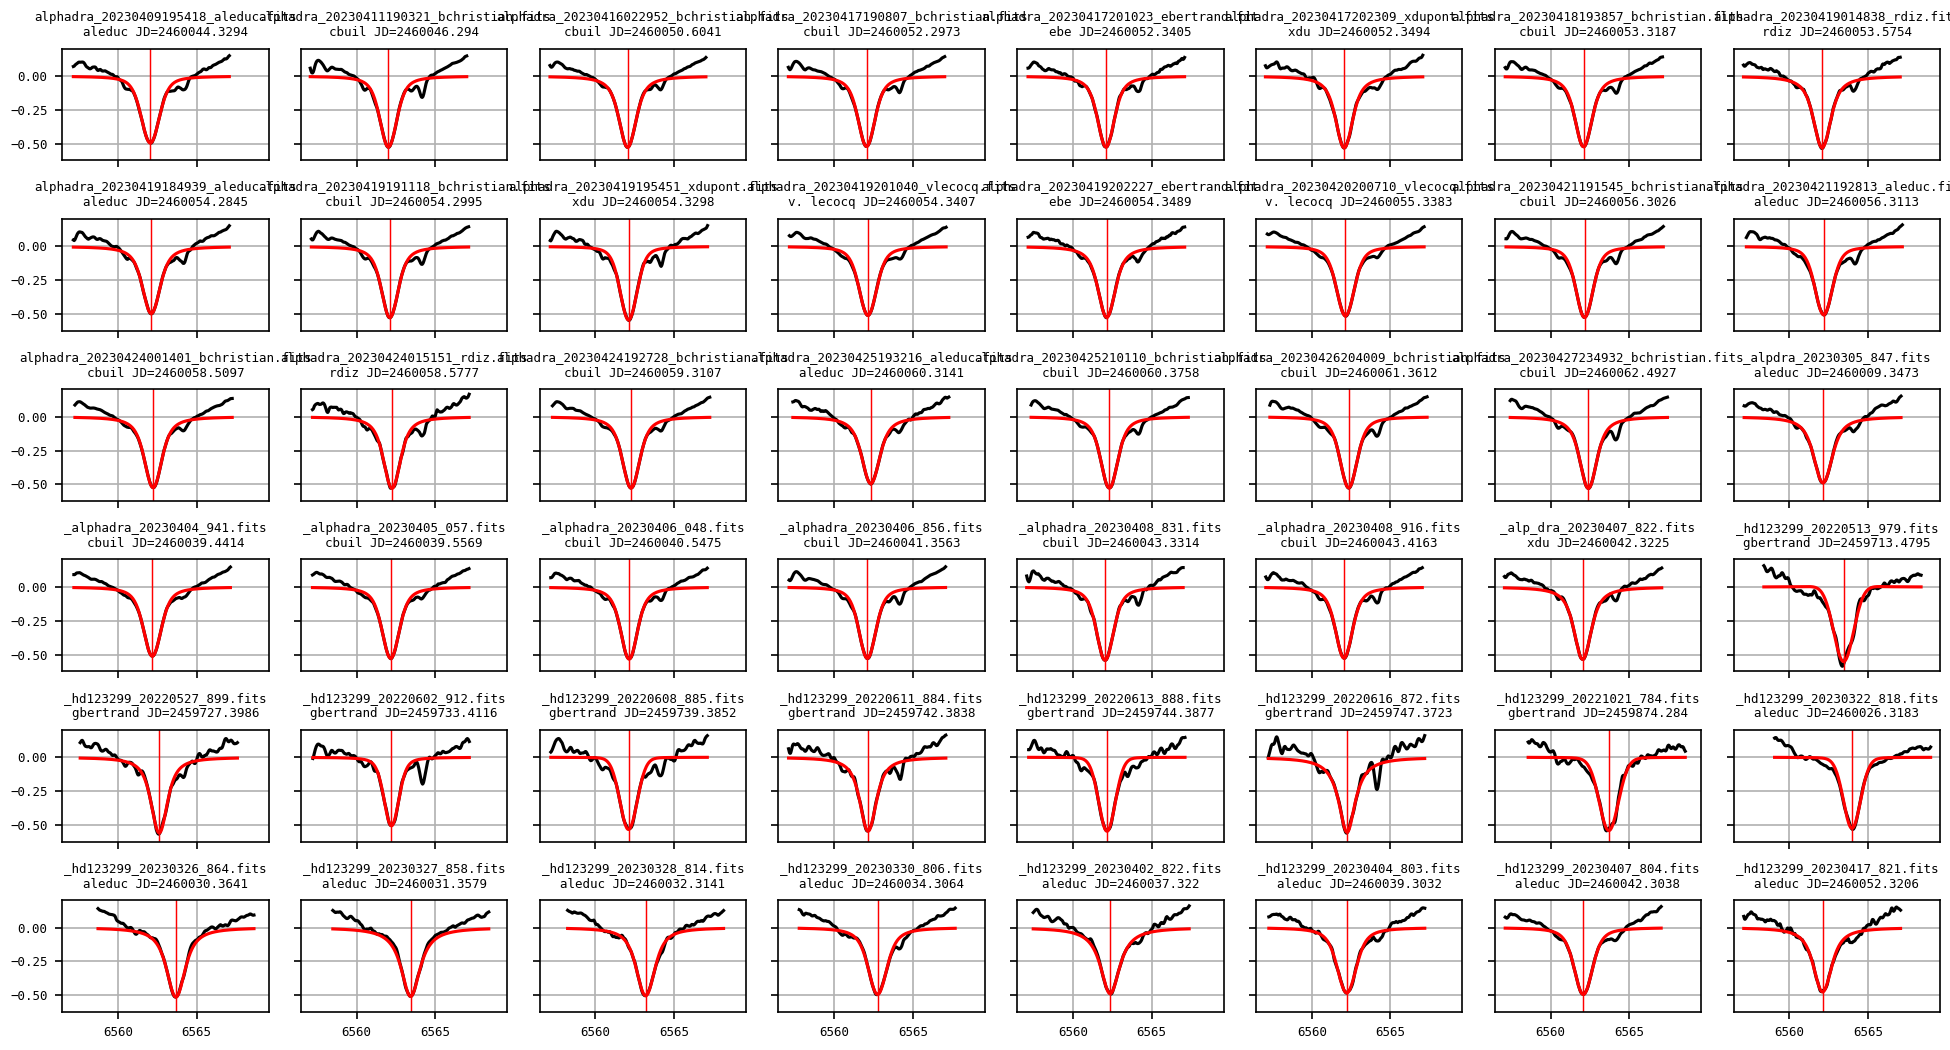 alphadra_20230409195418_aleduc.fits
aleduc JD=2460044.3294
alphadra_20230411190321_bchristian.fits
cbuil JD=2460046.294
alphadra_20230416022952_bchristian.fits
cbuil JD=2460050.6041
alphadra_20230417190807_bchristian.fits
cbuil JD=2460052.2973
alphadra_20230417201023_ebertrand.fits
ebe JD=2460052.3405
alphadra_20230417202309_xdupont.fits
xdu JD=2460052.3494
alphadra_20230418193857_bchristian.fits
cbuil JD=2460053.3187
alphadra_20230419014838_rdiz.fit
rdiz JD=2460053.5754
0.00
−0.25
−0.50
alphadra_20230419184939_aleduc.fits
aleduc JD=2460054.2845
alphadra_20230419191118_bchristian.fits
cbuil JD=2460054.2995
alphadra_20230419195451_xdupont.fits
xdu JD=2460054.3298
alphadra_20230419201040_vlecocq.fits
v. lecocq JD=2460054.3407
alphadra_20230419202227_ebertrand.fits
ebe JD=2460054.3489
alphadra_20230420200710_vlecocq.fits
v. lecocq JD=2460055.3383
alphadra_20230421191545_bchristian.fits
cbuil JD=2460056.3026
alphadra_20230421192813_aleduc.fi
aleduc JD=2460056.3113
0.00
−0.25
−0.50
alphadra_20230424001401_bchristian.fits
cbuil JD=2460058.5097
alphadra_20230424015151_rdiz.fits
rdiz JD=2460058.5777
alphadra_20230424192728_bchristian.fits
cbuil JD=2460059.3107
alphadra_20230425193216_aleduc.fits
aleduc JD=2460060.3141
alphadra_20230425210110_bchristian.fits
cbuil JD=2460060.3758
alphadra_20230426204009_bchristian.fits
cbuil JD=2460061.3612
alphadra_20230427234932_bchristian.fits
cbuil JD=2460062.4927
_alpdra_20230305_847.fits
aleduc JD=2460009.3473
0.00
−0.25
−0.50
_alphadra_20230404_941.fits
cbuil JD=2460039.4414
_alphadra_20230405_057.fits
cbuil JD=2460039.5569
_alphadra_20230406_048.fits
cbuil JD=2460040.5475
_alphadra_20230406_856.fits
cbuil JD=2460041.3563
_alphadra_20230408_831.fits
cbuil JD=2460043.3314
_alphadra_20230408_916.fits
cbuil JD=2460043.4163
_alp_dra_20230407_822.fits
xdu JD=2460042.3225
_hd123299_20220513_979.fits
gbertrand JD=2459713.4795
0.00
−0.25
−0.50
_hd123299_20220527_899.fits
gbertrand JD=2459727.3986
_hd123299_20220602_912.fits
gbertrand JD=2459733.4116
_hd123299_20220608_885.fits
gbertrand JD=2459739.3852
_hd123299_20220611_884.fits
gbertrand JD=2459742.3838
_hd123299_20220613_888.fits
gbertrand JD=2459744.3877
_hd123299_20220616_872.fits
gbertrand JD=2459747.3723
_hd123299_20221021_784.fits
gbertrand JD=2459874.284
_hd123299_20230322_818.fits
aleduc JD=2460026.3183
0.00
−0.25
−0.50
_hd123299_20230326_864.fits
aleduc JD=2460030.3641
_hd123299_20230327_858.fits
aleduc JD=2460031.3579
_hd123299_20230328_814.fits
aleduc JD=2460032.3141
_hd123299_20230330_806.fits
aleduc JD=2460034.3064
_hd123299_20230402_822.fits
aleduc JD=2460037.322
_hd123299_20230404_803.fits
aleduc JD=2460039.3032
_hd123299_20230407_804.fits
aleduc JD=2460042.3038
_hd123299_20230417_821.fits
aleduc JD=2460052.3206
0.00
−0.25
−0.50
6560 6565 6560 6565 6560 6565 6560 6565 6560 6565 6560 6565 6560 6565 6560 6565